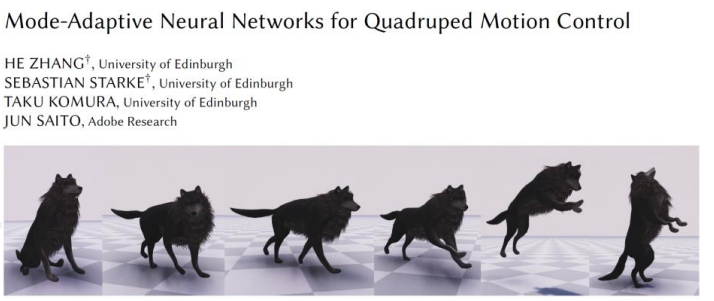 Mode-Adaptive Neural Networks for Quadruped Motion Control
HE ZHANG†, University of Edinburgh
SEBASTIAN STARKE†, University of Edinburgh
TAKU KOMURA, University of Edinburgh
JUN SAITO, Adobe Research